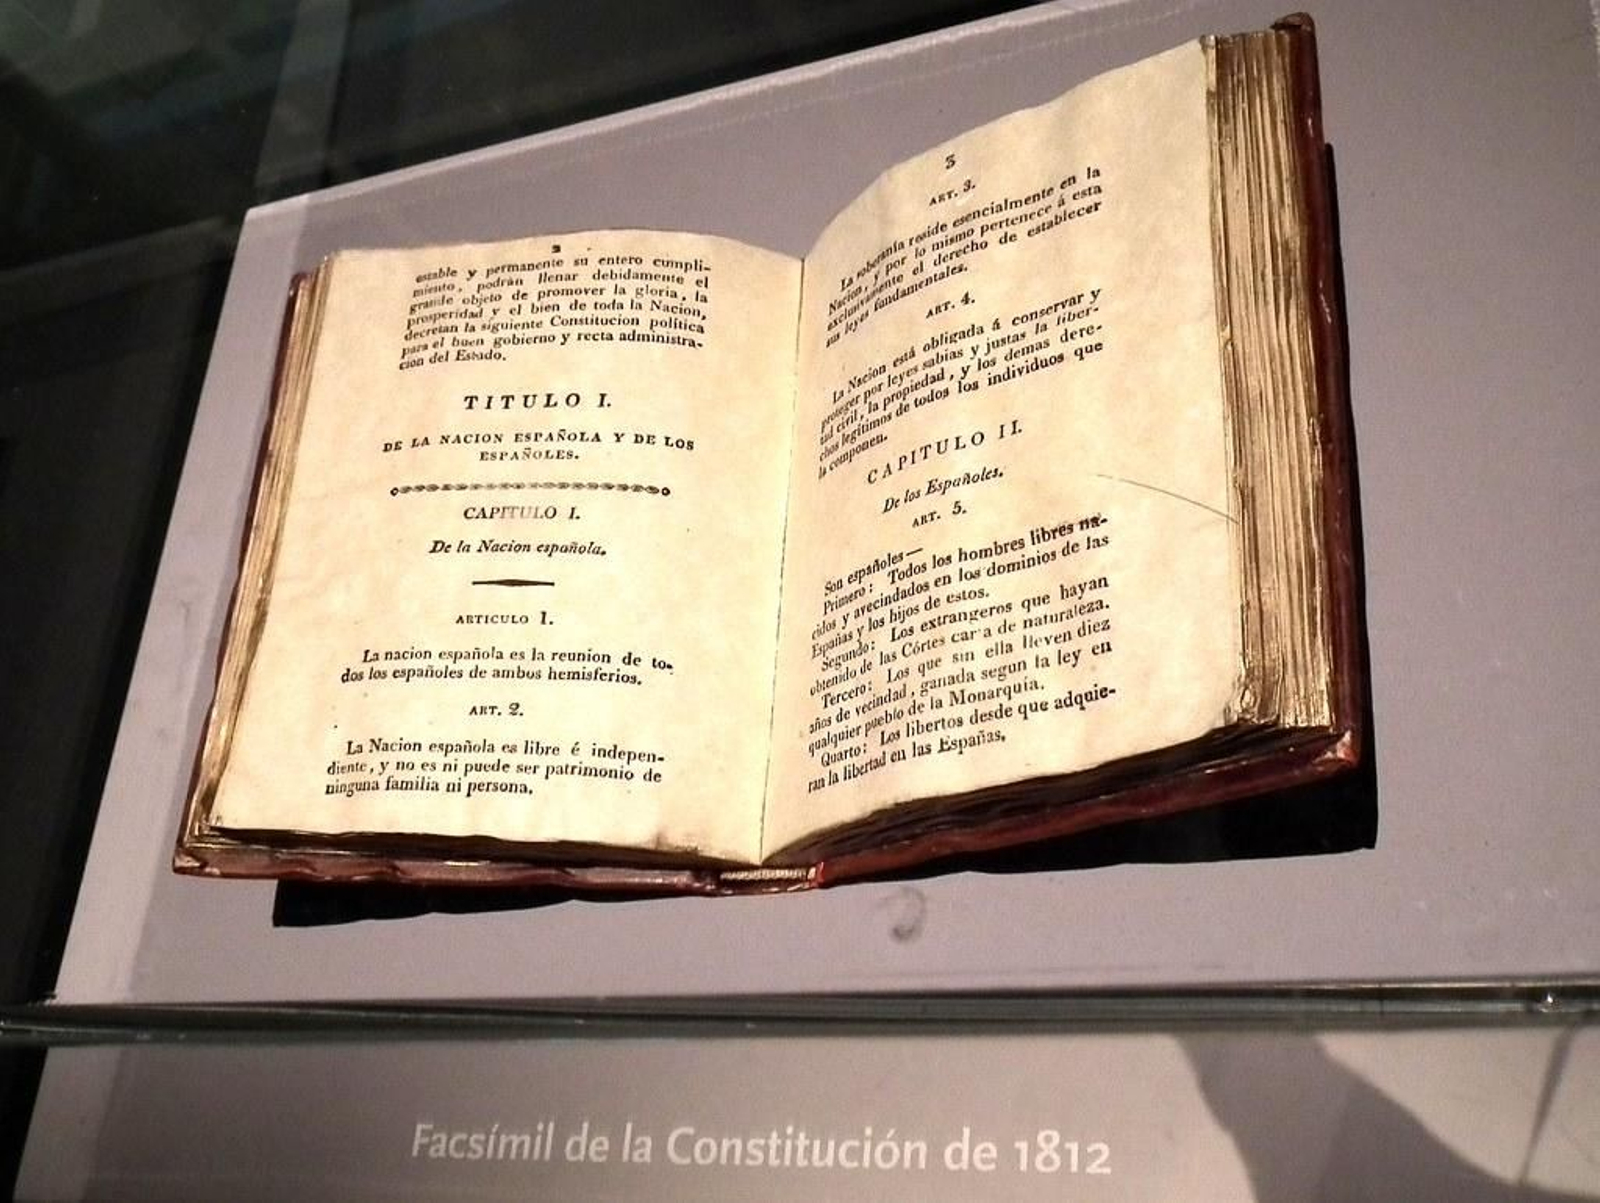 2
estable y permanente su entero cumpli-
miento, podrán llenar debidamente el
grande objeto de promover la gloria, la
prosperidad y el bien de toda la Nacion,
decretan la siguiente Constitucion política
para el buen gobierno y recta administra-
cion del Estado.
TITULO I.
DE LA NACION ESPAÑOLA Y DE LOS
ESPAÑOLES.
CAPITULO I.
De la Nacion española.
ARTICULO 1.
La nacion española es la reunion de to-
dos los españoles de ambos hemisferios.
ART. 2.
La Nacion española es libre é indepen-
diente, y no es ni puede ser patrimonio de
ninguna familia ni persona.
3
ART. 3.
La soberanía reside esencialmente en la
Nacion, y por lo mismo pertenece á esta
exclusivamente el derecho de establecer
sus leyes fundamentales.
ART. 4.
La Nacion está obligada á conservar y
proteger por leyes sabias y justas la liber-
tad civil, la propiedad, y los demas dere-
chos legítimos de todos los individuos que
la componen.
CAPITULO II.
De los Españoles.
ART. 5.
Son españoles—
Primero: Todos los hombres libres na-
cidos y avecindados en los dominios de las
Españas y los hijos de estos.
Segundo: Los extrangeros que hayan
obtenido de las Córtes carta de naturaleza.
Tercero: Los que sin ella lleven diez
años de vecindad, ganada segun la ley en
qualquier pueblo de la Monarquía.
Quarto: Los libertos desde que adquie-
ran la libertad en las Españas.
Facsímil de la Constitución de 1812